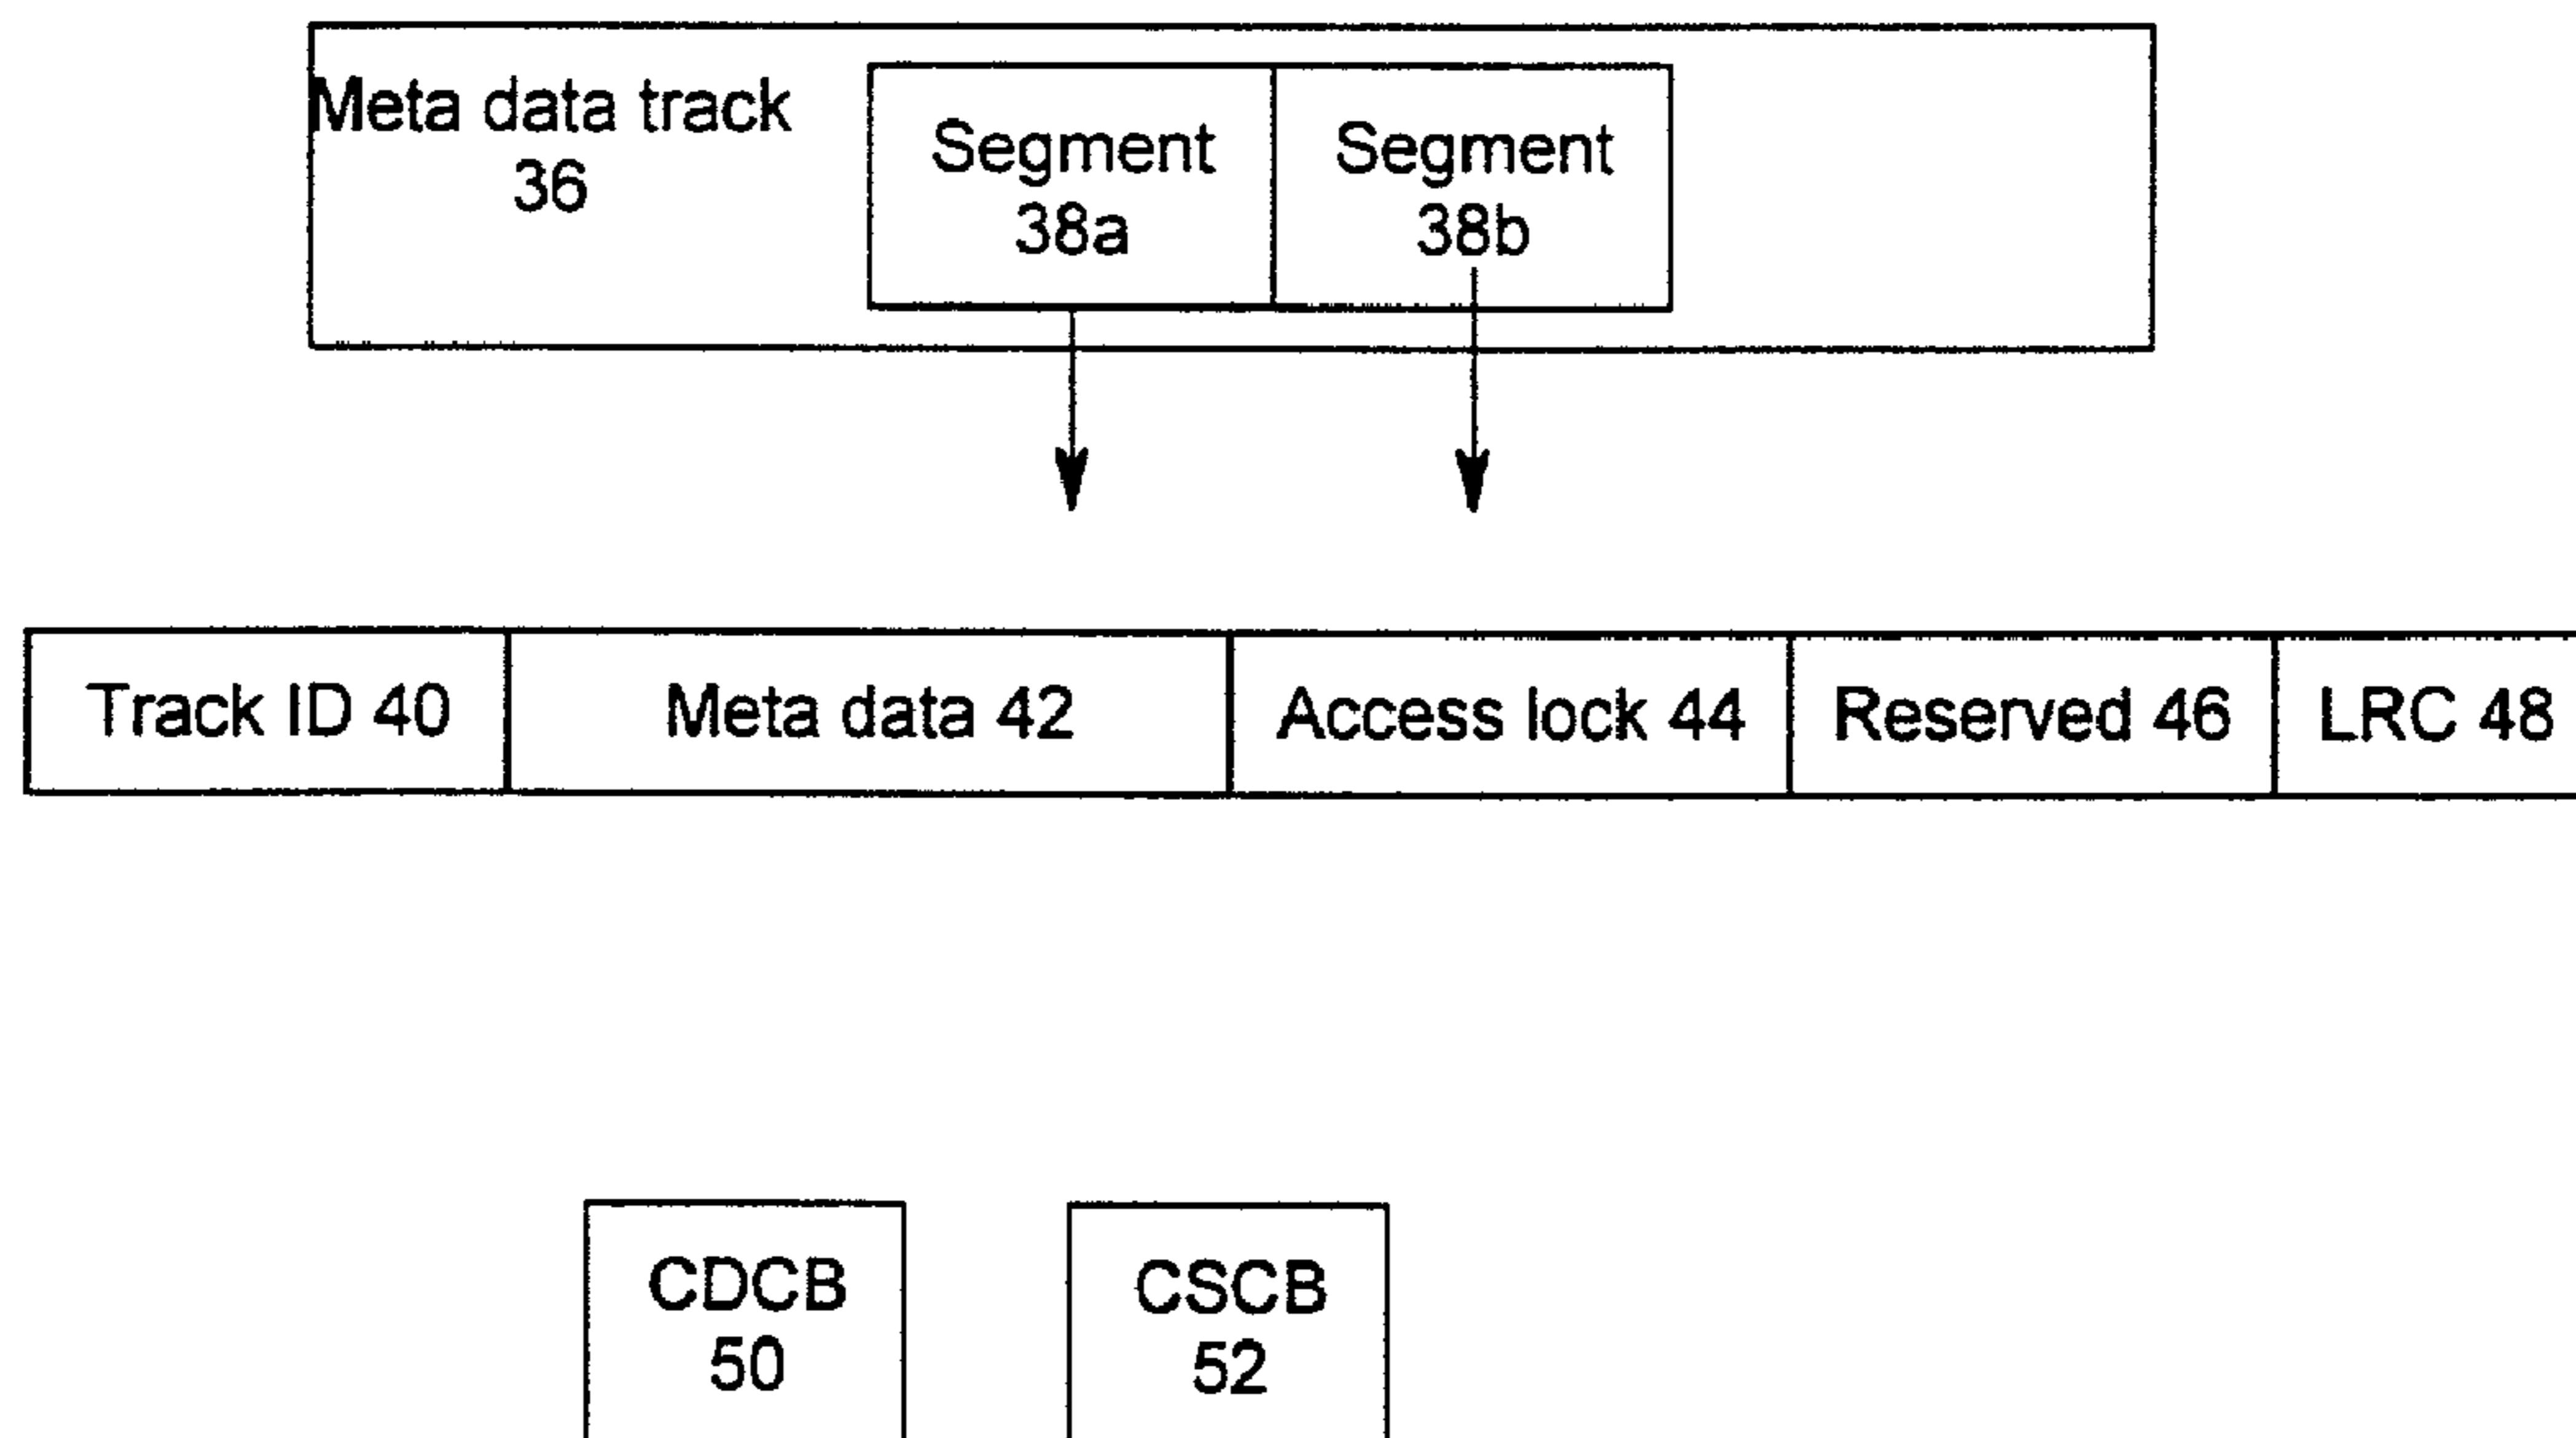 Meta data track
36
Segment
38a
Segment
38b
Track ID 40
Meta data 42
Access lock 44
Reserved 46
LRC 48
CDCB
50
CSCB
52